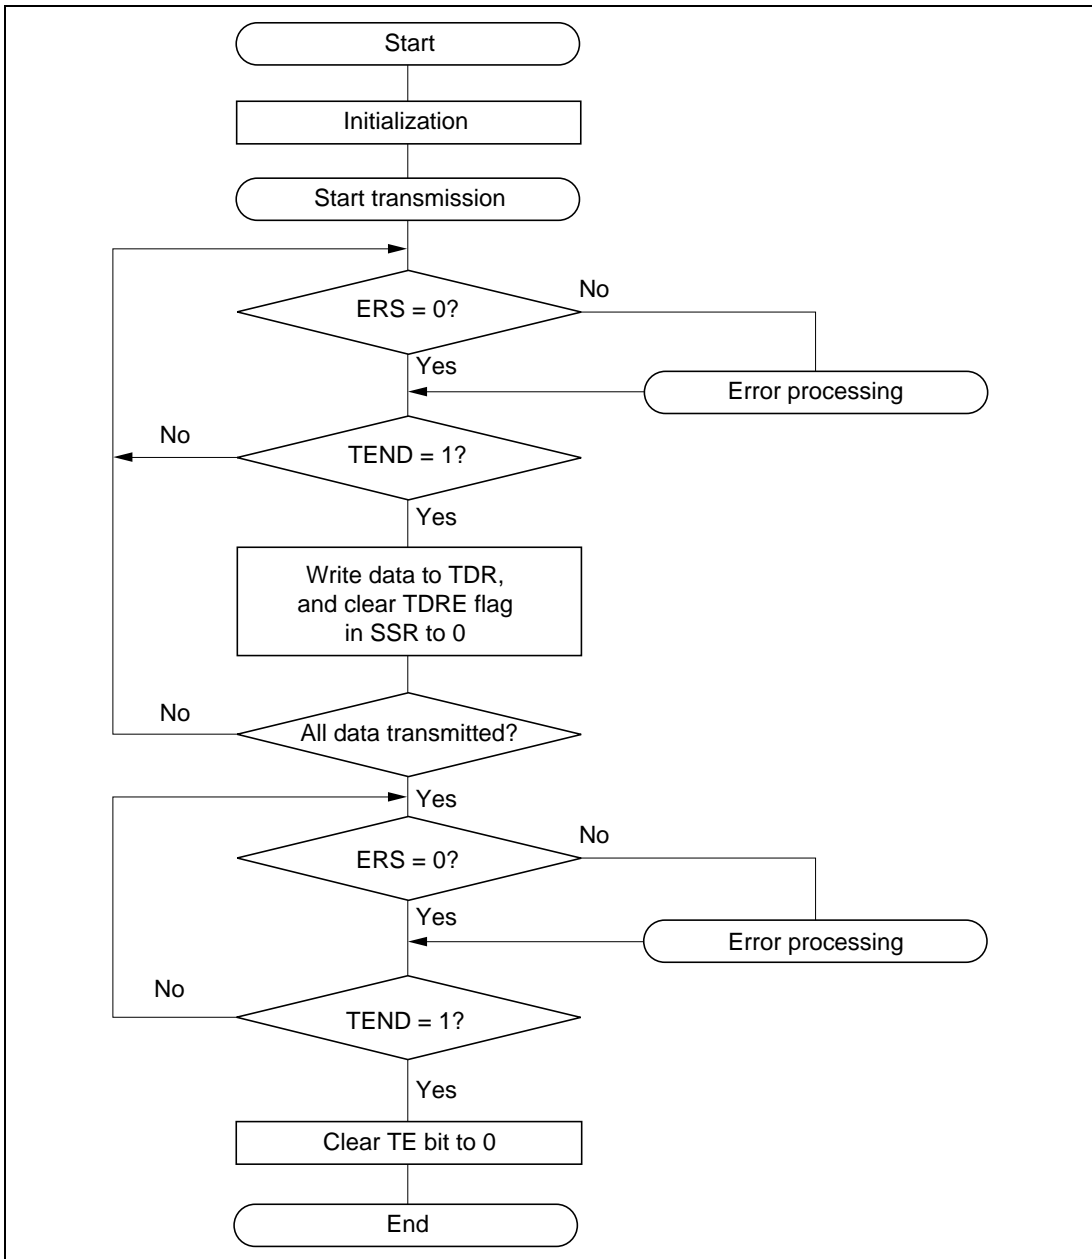 Start
Initialization
Start transmission
ERS = 0?
No
Yes
Error processing
No
TEND = 1?
Yes
Write data to TDR,
and clear TDRE flag
in SSR to 0
No
All data transmitted?
Yes
ERS = 0?
No
Yes
Error processing
No
TEND = 1?
Yes
Clear TE bit to 0
End